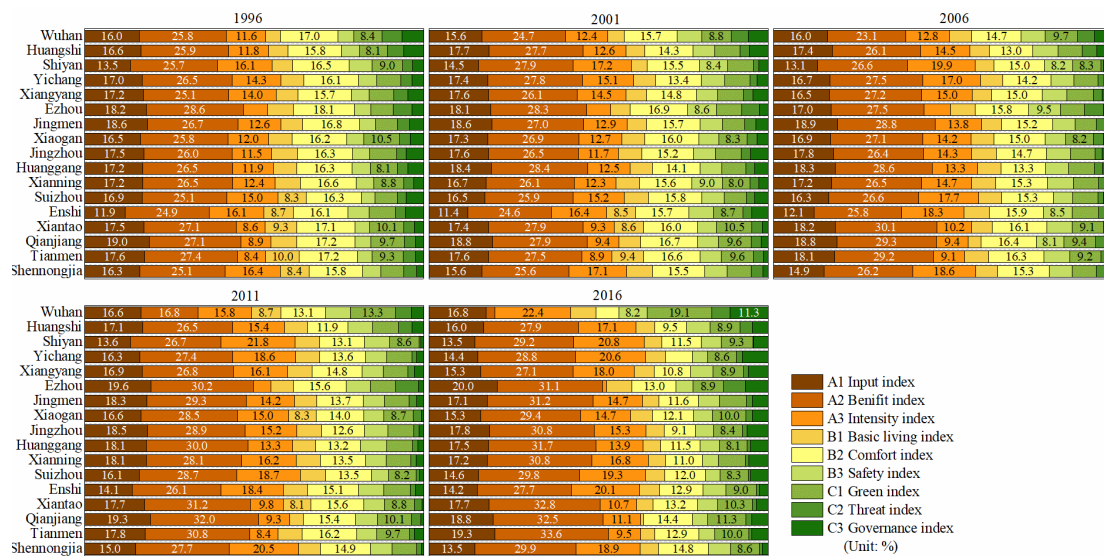 1996 2001 2006
Wuhan 16.0 25.8 11.6 17.0 8.4 15.6 24.7 12.4 15.7 8.8 16.0 23.1 12.8 14.7 9.7
Huangshi 16.6 25.9 11.8 15.8 8.1 17.7 27.7 12.6 14.3 17.4 26.1 14.5 13.0
Shiyan 13.5 25.7 16.1 16.5 9.0 14.5 27.9 17.2 15.5 8.4 13.1 26.6 19.9 15.0 8.2 8.3
Yichang 17.0 26.5 14.3 16.1 17.4 27.8 15.1 13.4 16.7 27.5 17.0 14.2
Xiangyang 17.2 25.1 14.0 15.7 17.6 26.1 14.5 14.8 16.5 27.2 15.0 15.0
Ezhou 18.2 28.6 18.1 18.1 28.3 16.9 8.6 17.0 27.5 15.8 9.5
Jingmen 18.6 26.7 12.6 16.8 18.6 27.0 12.9 15.7 18.9 28.8 13.8 15.2
Xiaogan 16.5 25.8 12.0 16.2 10.5 17.3 26.9 12.7 16.0 8.3 16.9 27.1 14.2 15.0 8.2
Jingzhou 17.5 26.0 11.5 16.3 17.6 26.5 11.7 15.2 17.8 26.4 14.3 14.7
Huanggang 17.2 26.5 11.9 16.3 8.1 18.4 28.4 12.5 14.1 18.3 28.6 13.3 13.3
Xianning 17.2 26.5 12.4 16.6 8.8 16.7 26.1 12.3 15.6 9.0 8.0 17.2 26.5 14.7 15.3
Suizhou 16.9 25.1 15.0 8.3 16.3 16.5 25.9 15.2 15.8 16.3 26.6 17.7 15.3
Enshi 11.9 24.9 16.1 8.7 16.1 11.4 24.6 16.4 8.5 15.7 8.7 12.1 25.8 18.3 15.9 8.5
Xiantao 17.5 27.1 8.6 9.3 17.1 10.1 17.4 27.9 9.3 8.6 16.0 10.5 18.2 30.1 10.2 16.1 9.1
Qianjiang 19.0 27.1 8.9 17.2 9.7 18.8 27.9 9.4 16.7 9.6 18.8 29.3 9.4 16.4 8.1 9.4
Tianmen 17.6 27.4 8.4 10.0 17.2 9.3 17.6 27.5 8.9 9.4 16.6 9.6 18.1 29.2 9.1 16.3 9.2
Shennongjia 16.3 25.1 16.4 8.4 15.8 15.6 25.6 17.1 15.5 14.9 26.2 18.6 15.3
2011 2016
Wuhan 16.6 16.8 15.8 8.7 13.1 13.3 16.8 22.4 8.2 19.1 11.3
Huangshi 17.1 26.5 15.4 11.9 16.0 27.9 17.1 9.5 8.9
Shiyan 13.6 26.7 21.8 13.1 8.6 13.5 29.2 20.8 11.5 9.3
Yichang 16.3 27.4 18.6 13.6 14.4 28.8 20.6 8.6
Xiangyang 16.9 26.8 16.1 14.8 15.3 27.1 18.0 10.8 8.9
Ezhou 19.6 30.2 15.6 20.0 31.1 13.0 8.9
Jingmen 18.3 29.3 14.2 13.7 17.1 31.2 14.7 11.6
Xiaogan 16.6 28.5 15.0 8.3 14.0 8.7 15.3 29.4 14.7 12.1 10.0
Jingzhou 18.5 28.9 15.2 12.6 17.8 30.8 15.3 9.1 8.4
Huanggang 18.1 30.0 13.3 13.2 17.5 31.7 13.9 11.5 8.1
Xianning 18.1 28.1 16.2 13.5 17.2 30.8 16.8 11.0
Suizhou 16.1 28.7 18.7 13.5 8.2 14.6 29.8 19.3 12.0 8.3
Enshi 14.1 26.1 18.4 15.1 14.2 27.7 20.1 12.9 9.0
Xiantao 17.7 31.2 9.8 8.1 15.6 8.8 17.7 32.8 10.7 13.2 10.3
Qianjiang 19.3 32.0 9.3 15.4 10.1 18.8 32.5 11.1 14.4 11.3
Tianmen 17.8 30.8 8.4 16.2 9.7 19.3 33.6 9.5 12.9 10.0
Shennongjia 15.0 27.7 20.5 14.9 13.5 29.9 18.9 14.8 8.6
A1 Input index
A2 Benifit index
A3 Intensity index
B1 Basic living index
B2 Comfort index
B3 Safety index
C1 Green index
C2 Threat index
C3 Governance index
(Unit: %)